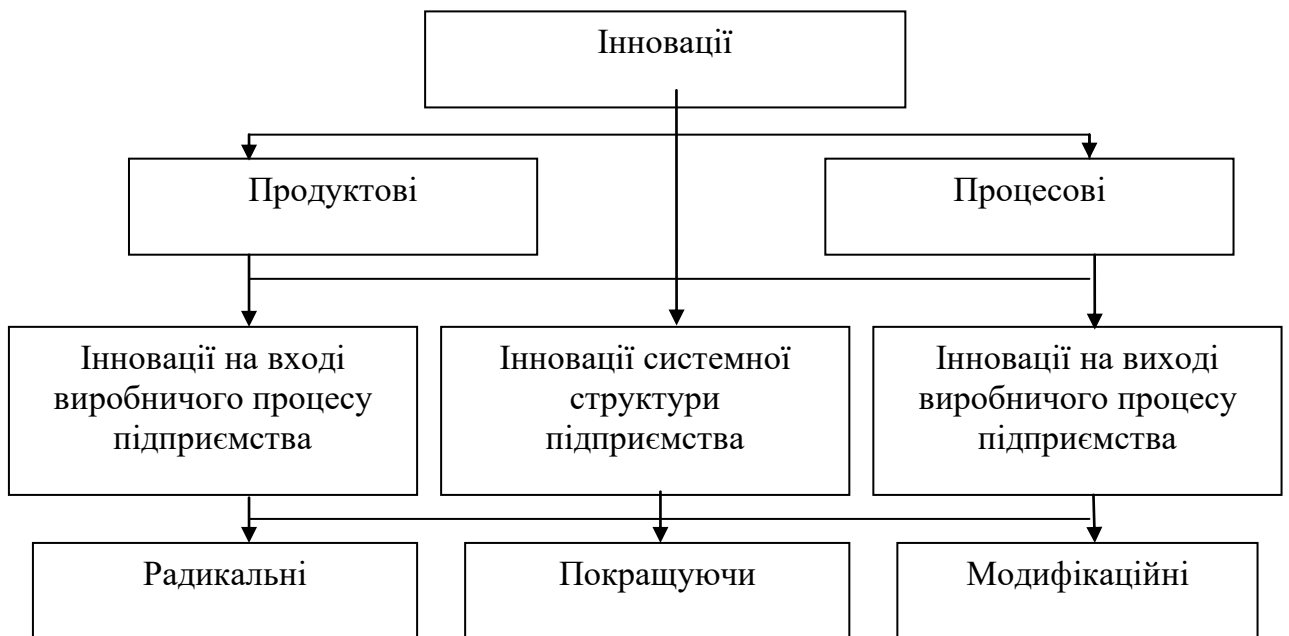 Інновації
Продуктові
Процесові
Інновації на вході
виробничого процесу
підприємства
Інновації системної
структури
підприємства
Інновації на виході
виробничого процесу
підприємства
Радикальні
Покращуючи
Модифікаційні